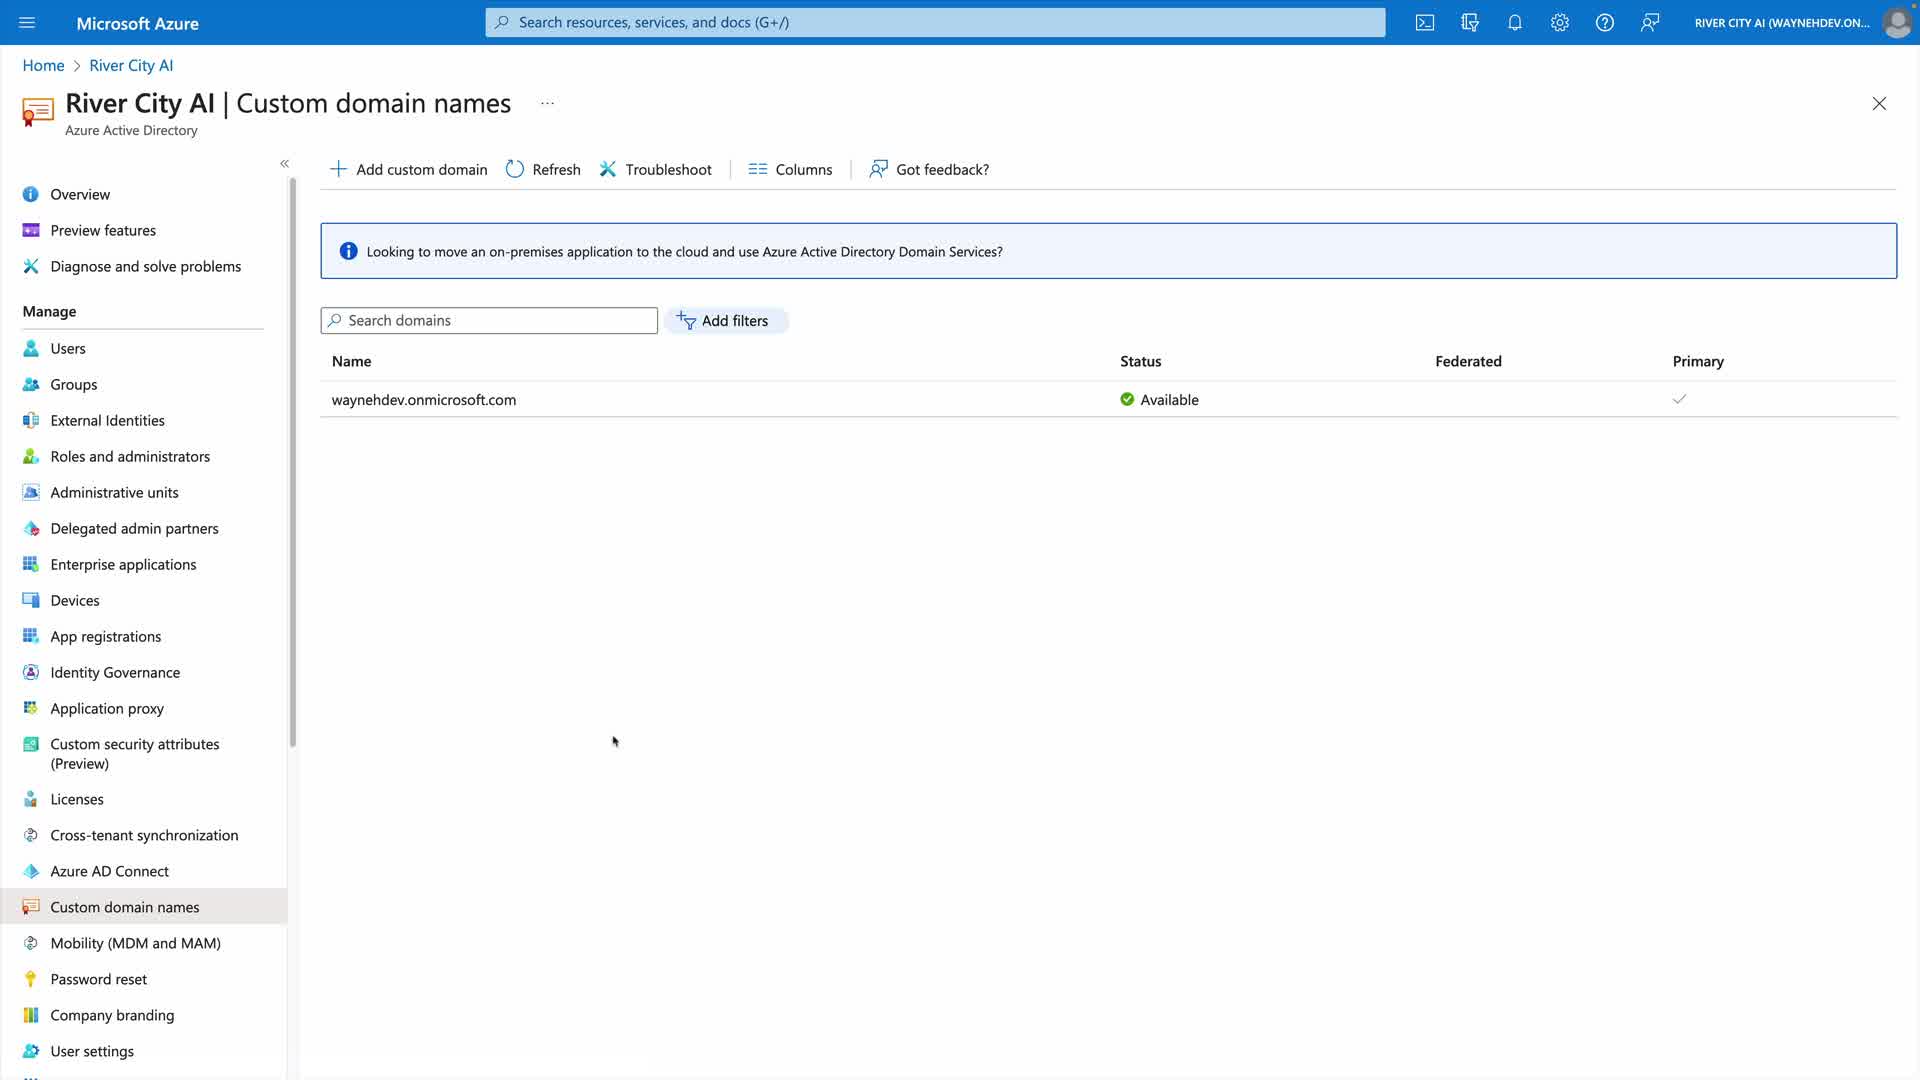 Microsoft Azure
Search resources, services, and docs (G+/)
RIVER CITY AI (WAYNEHDEV.ON...
Home > River City AI
River City AI | Custom domain names ...
Azure Active Directory
«
Add custom domain
Refresh
Troubleshoot
Columns
Got feedback?
Overview
Preview features
Diagnose and solve problems
Manage
Users
Groups
External Identities
Roles and administrators
Administrative units
Delegated admin partners
Enterprise applications
Devices
App registrations
Identity Governance
Application proxy
Custom security attributes
(Preview)
Licenses
Cross-tenant synchronization
Azure AD Connect
Custom domain names
Mobility (MDM and MAM)
Password reset
Company branding
User settings
Looking to move an on-premises application to the cloud and use Azure Active Directory Domain Services?
Search domains
Add filters
Name Status Federated Primary
waynehdev.onmicrosoft.com Available